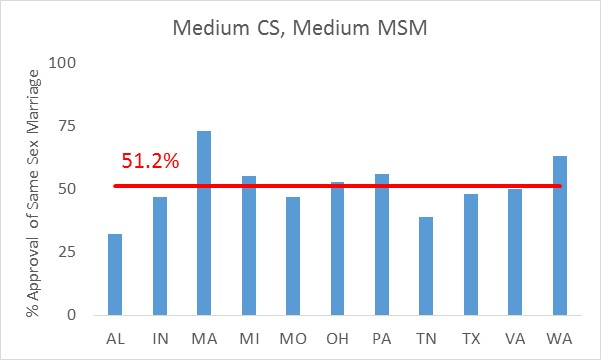 Medium CS, Medium MSM
% Approval of Same Sex Marriage
100
75
50
25
0
51.2%
AL IN MA MI MO OH PA TN TX VA WA